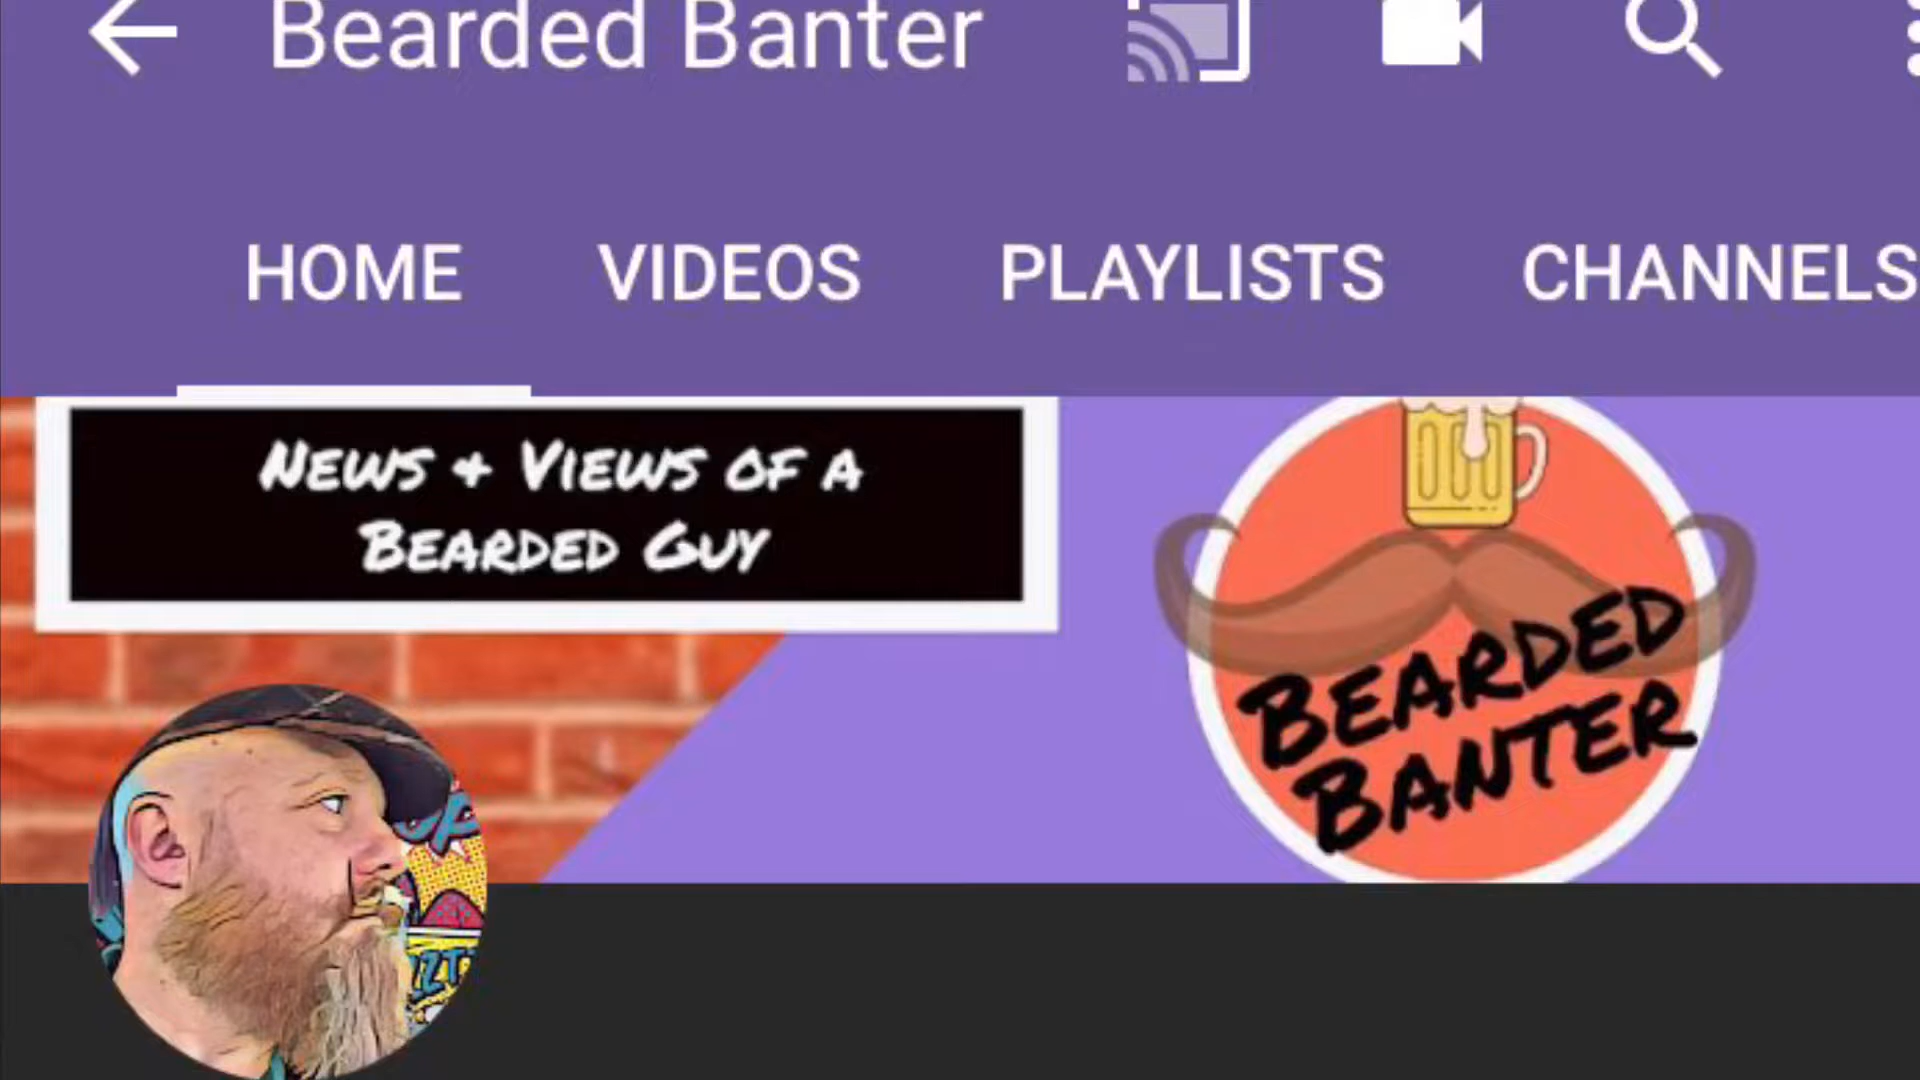 Bearded Banter
HOME VIDEOS PLAYLISTS CHANNELS
NEWS & VIEWS OF A
BEARDED GUY
BEARDED
BANTER